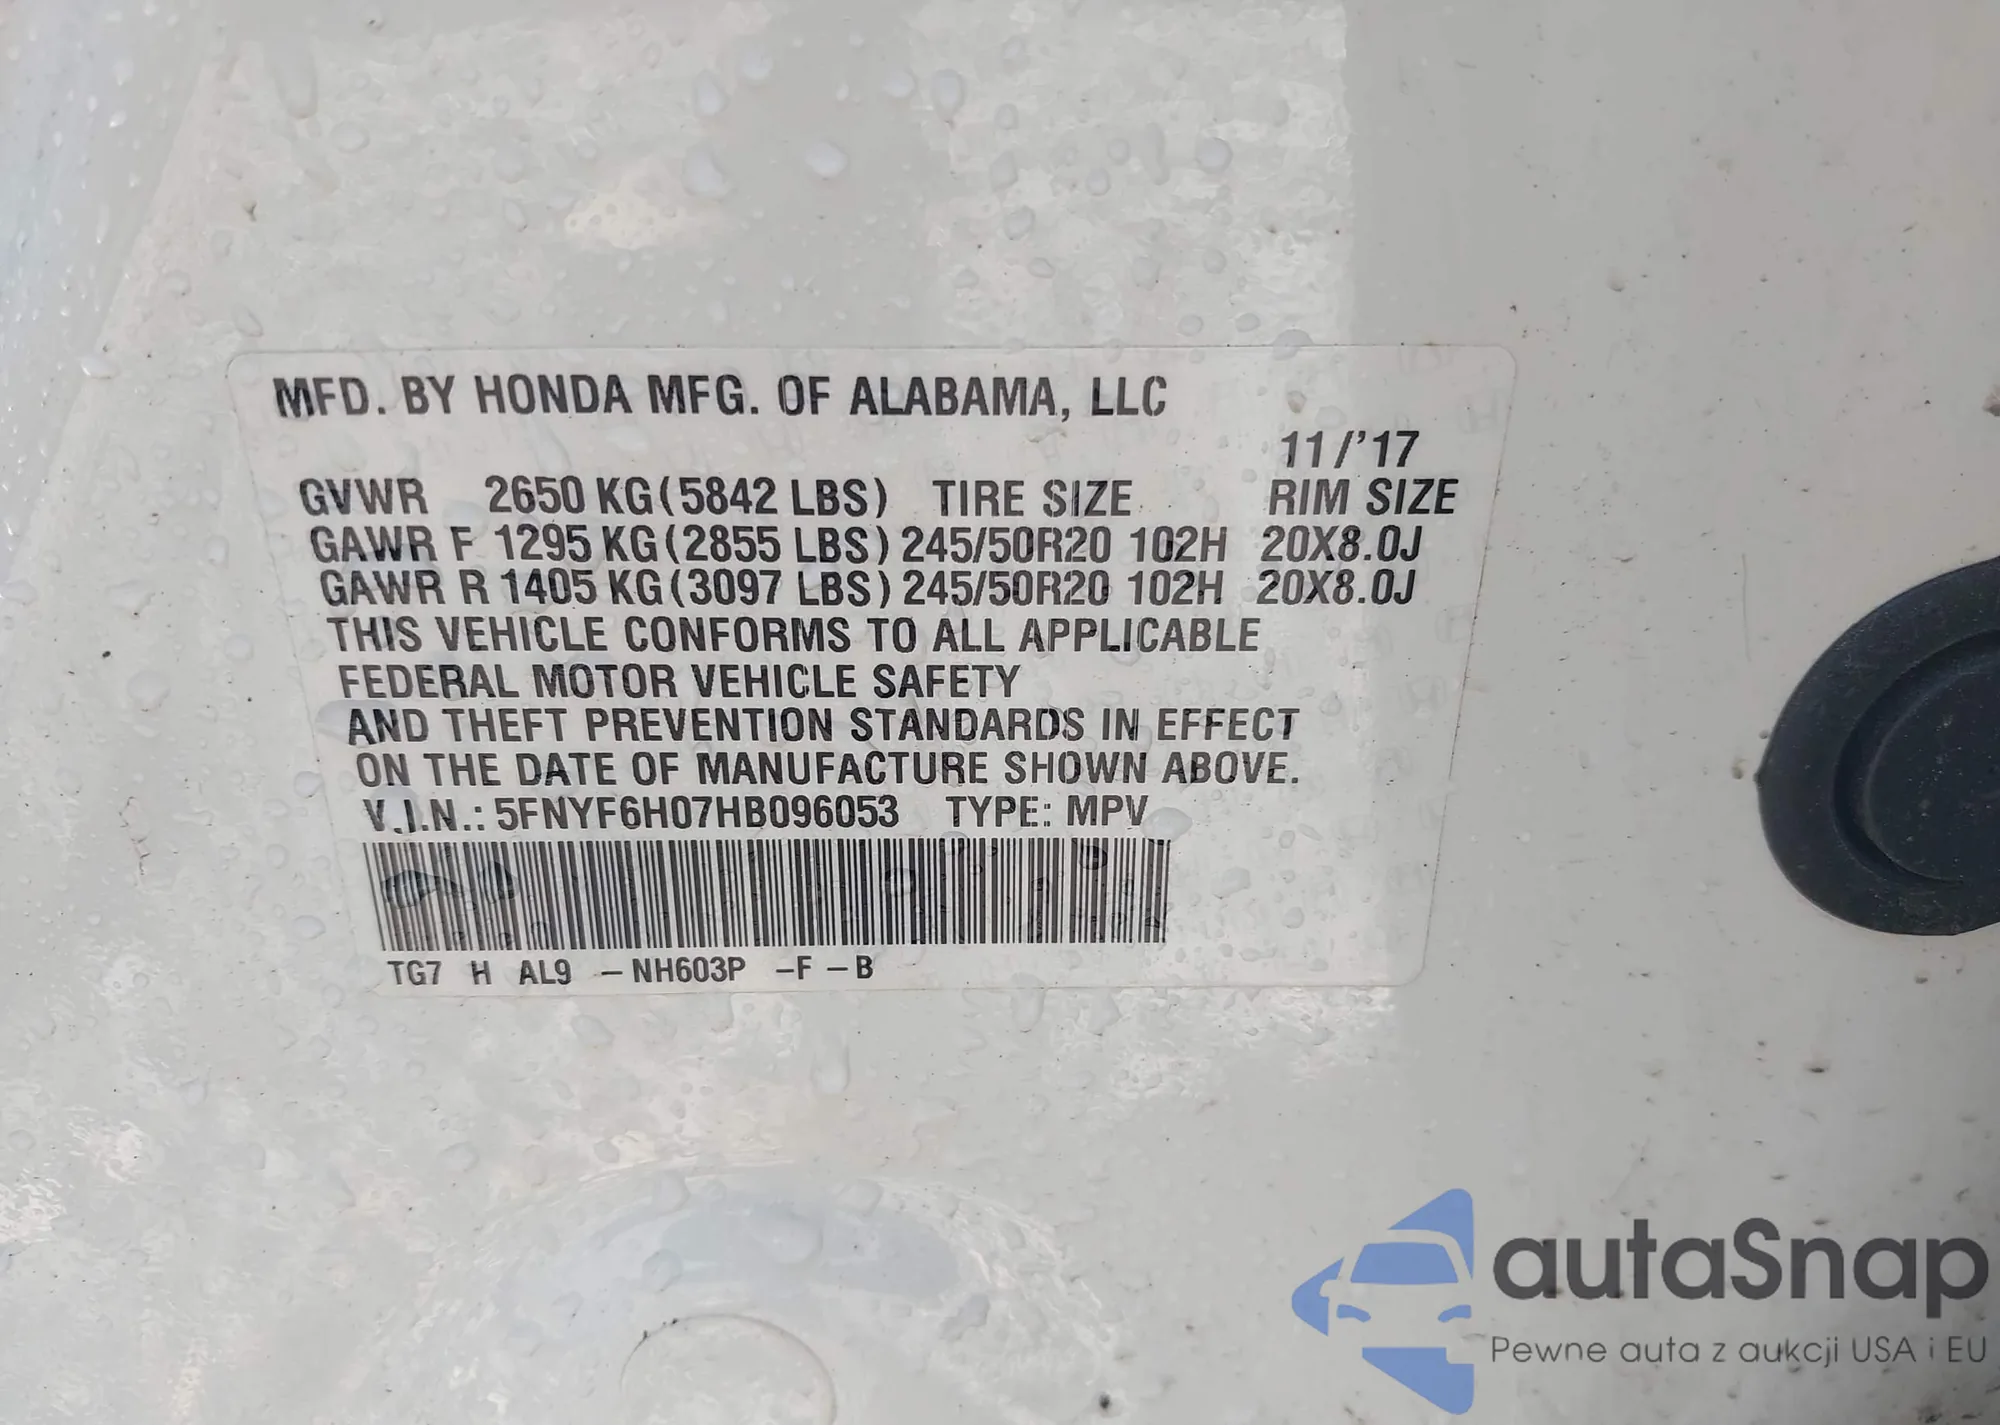 MFD. BY HONDA MFG. OF ALABAMA, LLC
11/'17
GVWR 2650 KG(5842 LBS) TIRE SIZE RIM SIZE
GAWR F 1295 KG(2855 LBS) 245/50R20 102H 20X8.0J
GAWR R 1405 KG(3097 LBS) 245/50R20 102H 20X8.0J
THIS VEHICLE CONFORMS TO ALL APPLICABLE
FEDERAL MOTOR VEHICLE SAFETY
AND THEFT PREVENTION STANDARDS IN EFFECT
ON THE DATE OF MANUFACTURE SHOWN ABOVE.
V.I.N.: 5FNYF6H07HB096053 TYPE: MPV
TG7 H AL9 -NH603P -F-B
autaSnap
Pewne auta z aukcji USA i EU